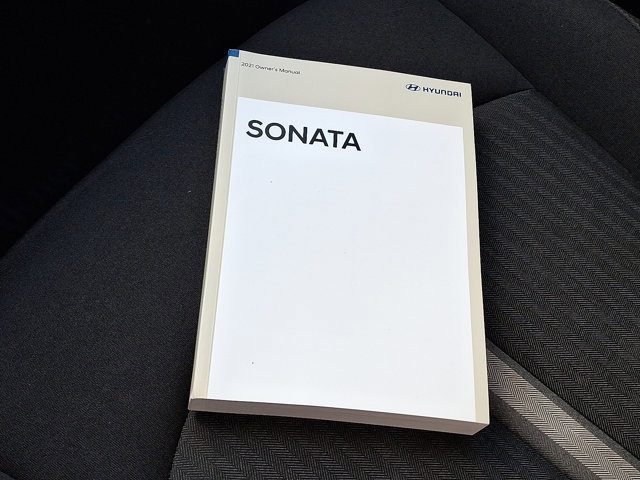 2021 Owner's Manual
HYUNDAI
SONATA